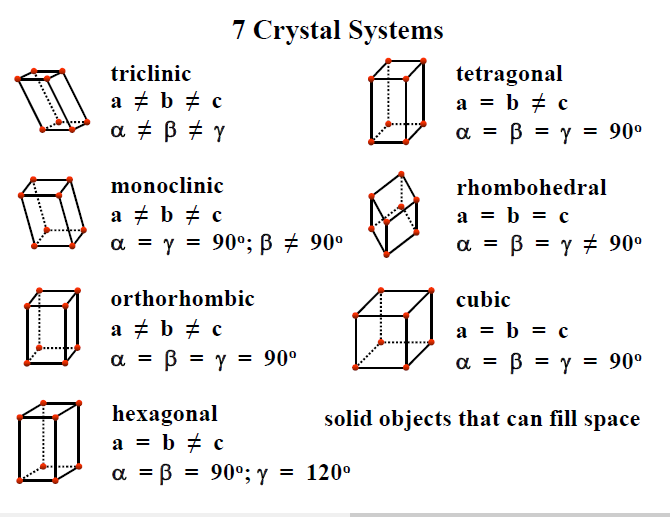 7 Crystal Systems
triclinic
a ≠ b ≠ c
α ≠ β ≠ γ
monoclinic
a ≠ b ≠ c
α = γ = 90º; β ≠ 90º
orthorhombic
a ≠ b ≠ c
α = β = γ = 90º
hexagonal
a = b ≠ c
α = β = 90º; γ = 120º
tetragonal
a = b ≠ c
α = β = γ = 90º
rhombohedral
a = b = c
α = β = γ ≠ 90º
cubic
a = b = c
α = β = γ = 90º
solid objects that can fill space